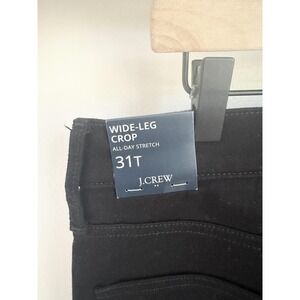 WIDE-LEG
CROP
ALL-DAY STRETCH
31T
J.CREW